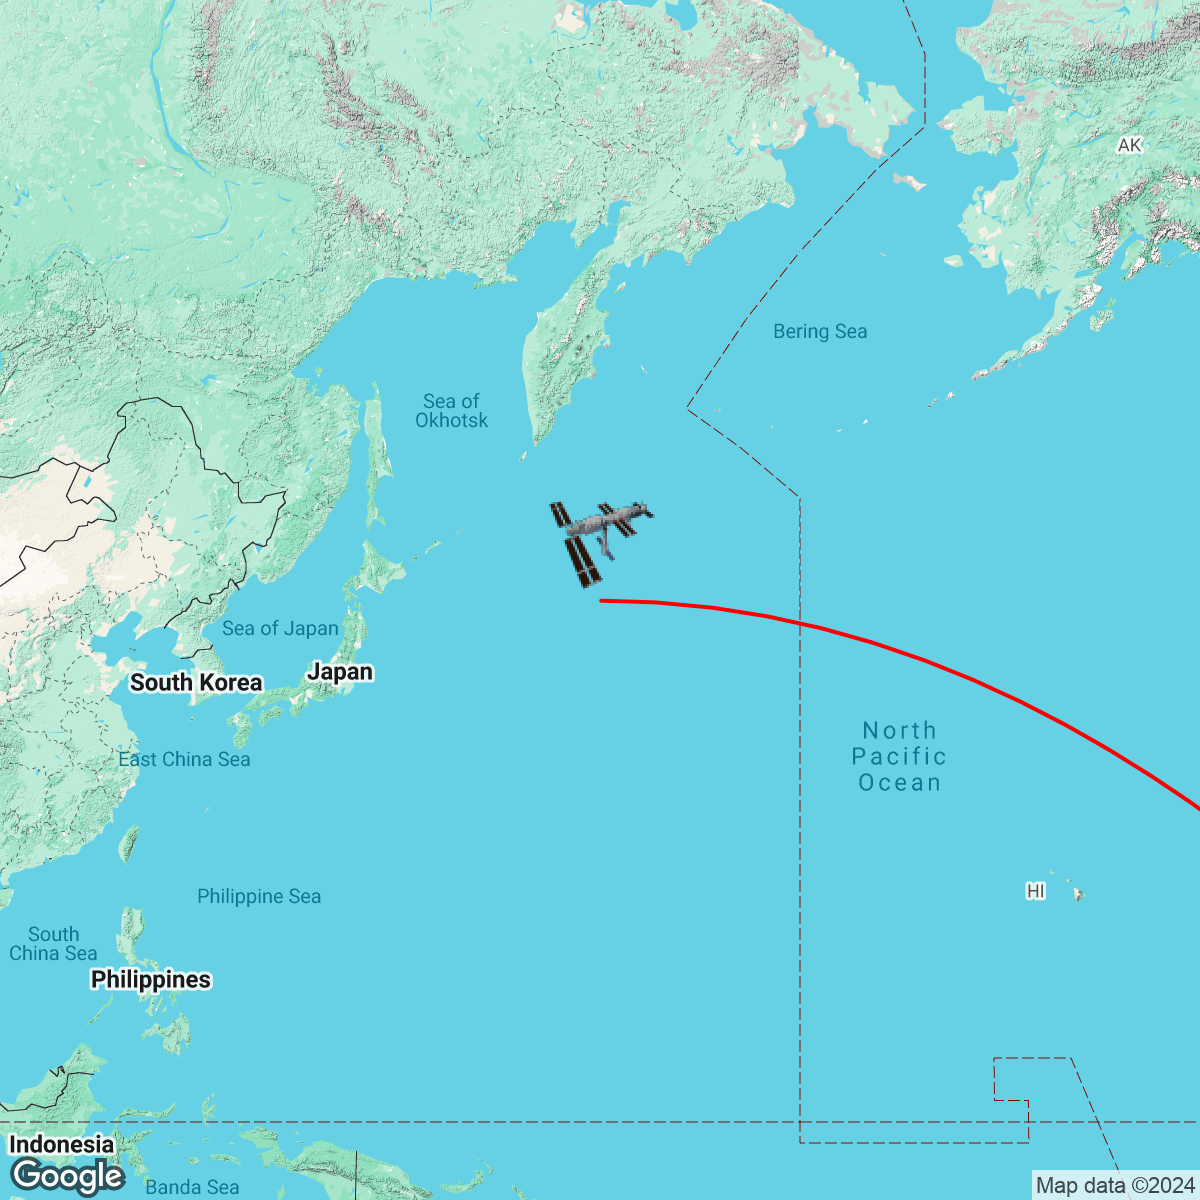 AK
Bering Sea
Sea of
Okhotsk
Sea of Japan
Japan
South Korea
North
Pacific
Ocean
East China Sea
HI
Philippine Sea
South
China Sea
Philippines
Indonesia
Google
Banda Sea
Map data ©2024